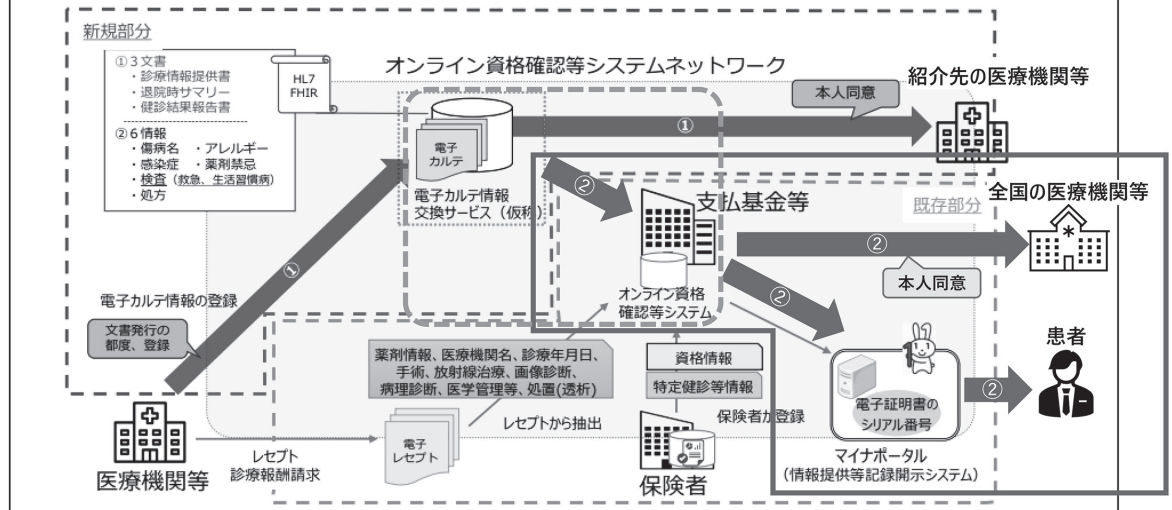 新規部分
①3文書
・診療情報提供書
・退院時サマリー
・健診結果報告書
②6情報
・傷病名 ・アレルギー
・感染症 ・薬剤禁忌
・検査(救急、生活習慣病)
・処方
HL7
FHIR
オンライン資格確認等システムネットワーク
本人同意
紹介先の医療機関等
①
電子
カルテ
電子カルテ情報
交換サービス(仮称)
②
支払基金等
既存部分
全国の医療機関等
②
本人同意
①
電子カルテ情報の登録
文書発行の
都度、登録
オンライン資格
確認等システム
②
薬剤情報、医療機関名、診療年月日、
手術、放射線治療、画像診断、
病理診断、医学管理等、処置(透析)
資格情報
特定健診等情報
患者
②
電子証明書の
シリアル番号
レセプトから抽出
保険者が登録
電子
レセプト
レセプト
診療報酬請求
医療機関等
保険者
マイナポータル
(情報提供等記録開示システム)